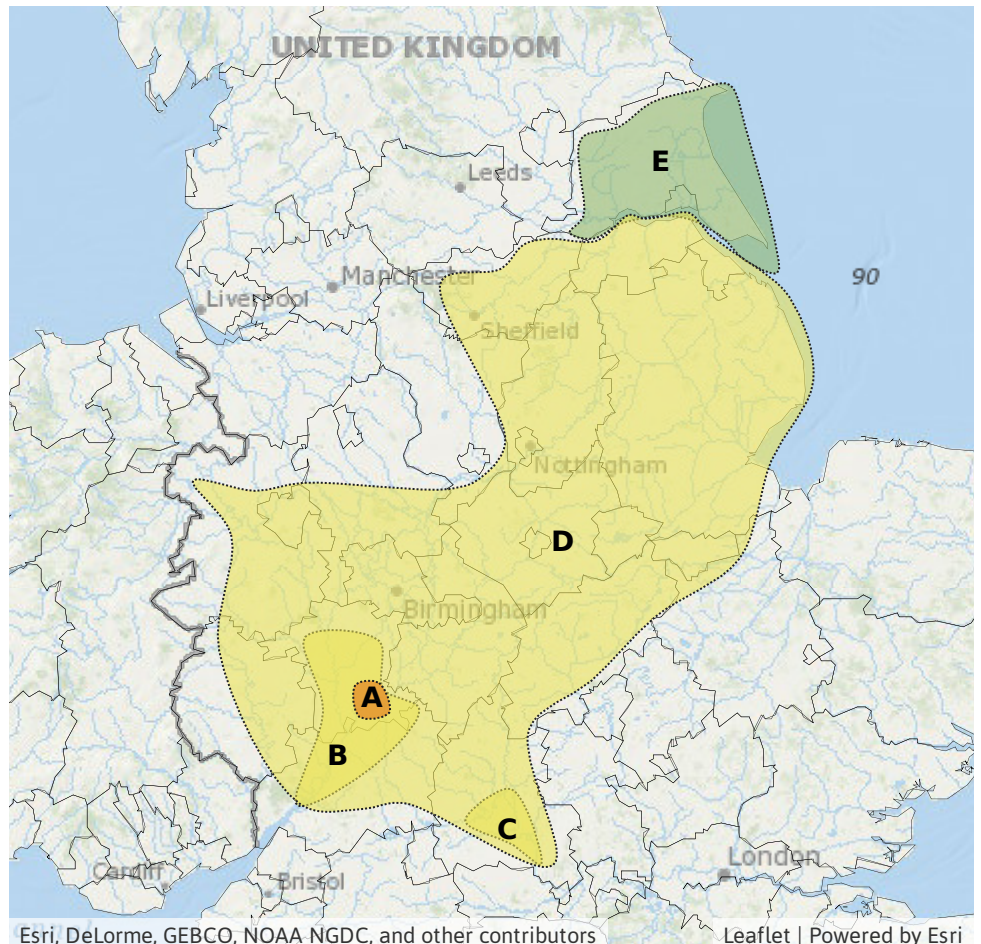 UNITED KINGDOM
E
Leeds
Manchester
90
Liverpool
Sheffield
Nottingham
D
Birmingham
A
B
C
London
Cardiff
Bristol
Esri, DeLorme, GEBCO, NOAA NGDC, and other contributors
Leaflet | Powered by Esri